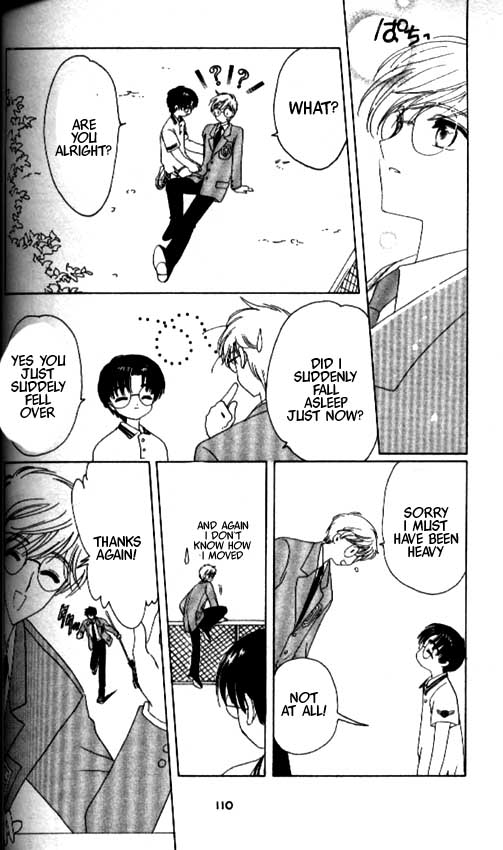 ぱちっ
WHAT?
ARE
YOU
ALRIGHT?
!?!?!
DID I
SUDDENLY
FALL
ASLEEP
JUST NOW?
YES YOU
JUST
SUDDELY
FELL
OVER
SORRY
I MUST
HAVE BEEN
HEAVY
NOT
AT ALL!
AND AGAIN
I DON'T
KNOW HOW
I MOVED
THANKS
AGAIN!
110